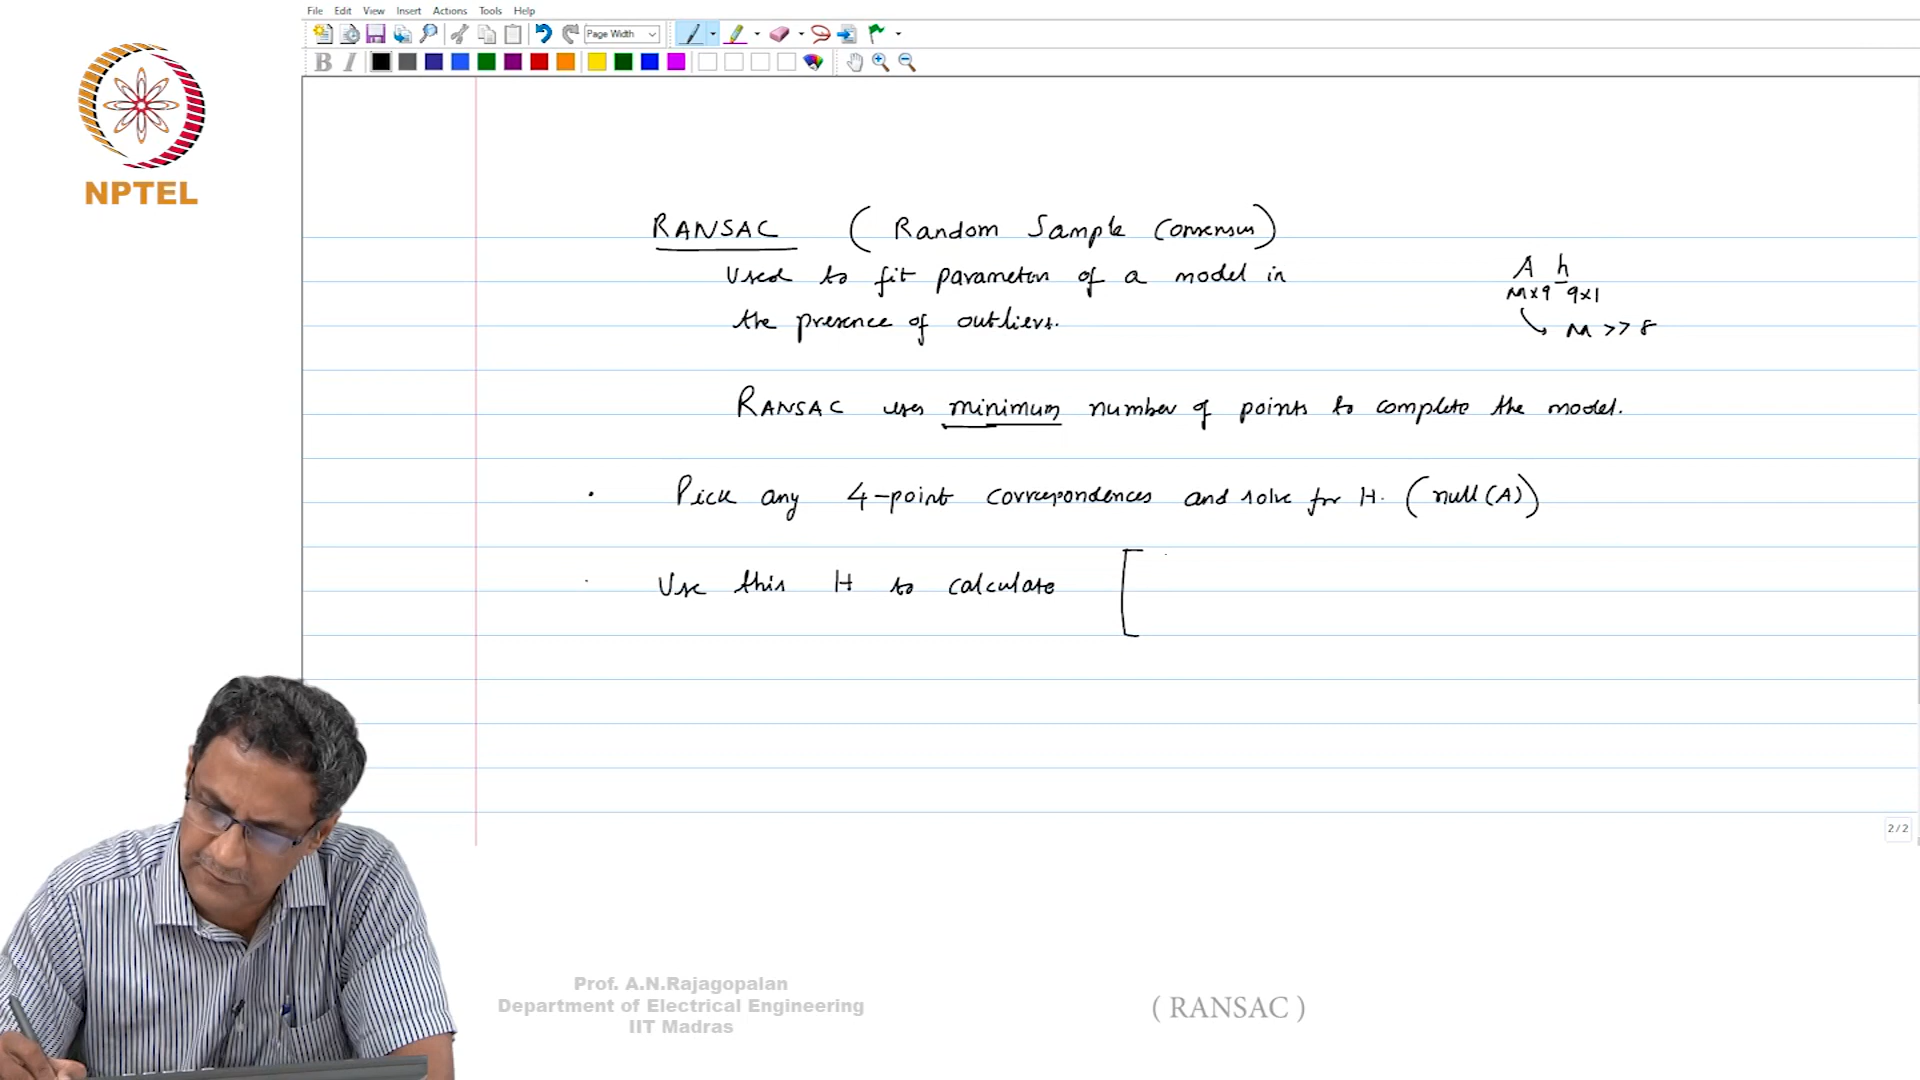 File Edit View Insert Actions Tools Help
Page Width
B I
NPTEL
RANSAC (Random Sample Consensus)
Used to fit parameters of a model in
the presence of outliers.
A h
M×9 9×1
M >> 8
RANSAC uses minimum number of points to complete the model.
· Pick any 4-point correspondences and solve for H. (null(A))
· Use this H to calculate [
2/2
Prof. A.N.Rajagopalan
Department of Electrical Engineering
IIT Madras
( RANSAC )